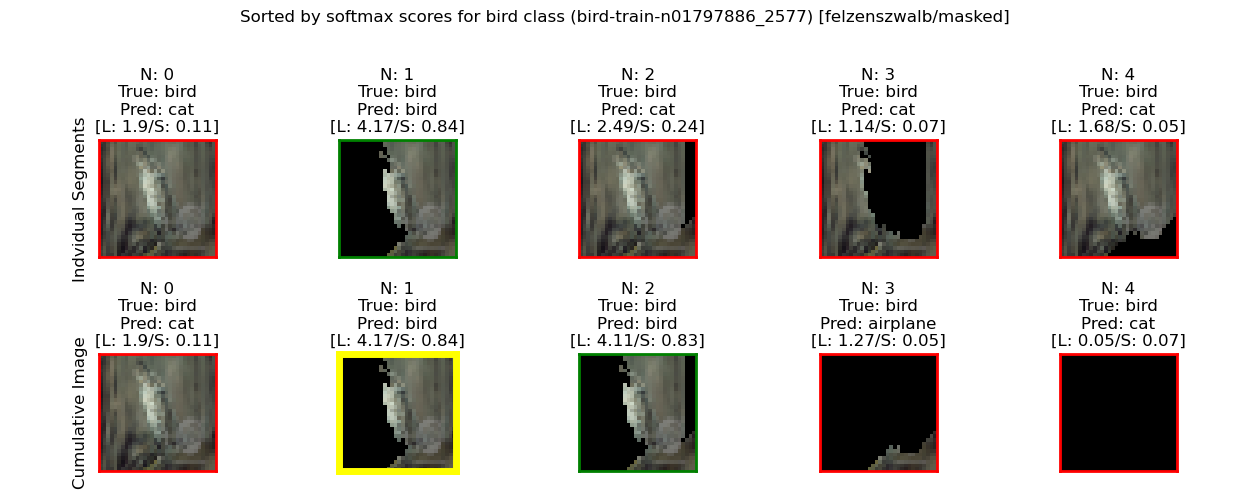 Sorted by softmax scores for bird class (bird-train-n01797886_2577) [felzenszwalb/masked]
Indvidual Segments
N: 0
True: bird
Pred: cat
[L: 1.9/S: 0.11]
N: 1
True: bird
Pred: bird
[L: 4.17/S: 0.84]
N: 2
True: bird
Pred: cat
[L: 2.49/S: 0.24]
N: 3
True: bird
Pred: cat
[L: 1.14/S: 0.07]
N: 4
True: bird
Pred: cat
[L: 1.68/S: 0.05]
Cumulative Image
N: 0
True: bird
Pred: cat
[L: 1.9/S: 0.11]
N: 1
True: bird
Pred: bird
[L: 4.17/S: 0.84]
N: 2
True: bird
Pred: bird
[L: 4.11/S: 0.83]
N: 3
True: bird
Pred: airplane
[L: 1.27/S: 0.05]
N: 4
True: bird
Pred: cat
[L: 0.05/S: 0.07]